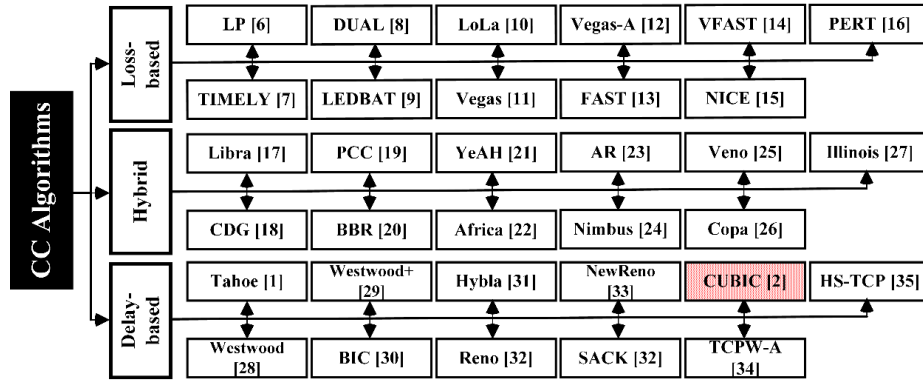 CC Algorithms
Loss-
based
LP [6]
DUAL [8]
LoLa [10]
Vegas-A [12]
VFAST [14]
PERT [16]
TIMELY [7]
LEDBAT [9]
Vegas [11]
FAST [13]
NICE [15]
Hybrid
Libra [17]
PCC [19]
YeAH [21]
AR [23]
Veno [25]
Illinois [27]
CDG [18]
BBR [20]
Africa [22]
Nimbus [24]
Copa [26]
Delay-
based
Tahoe [1]
Westwood+
[29]
Hybla [31]
NewReno
[33]
CUBIC [2]
HS-TCP [35]
Westwood
[28]
BIC [30]
Reno [32]
SACK [32]
TCPW-A
[34]